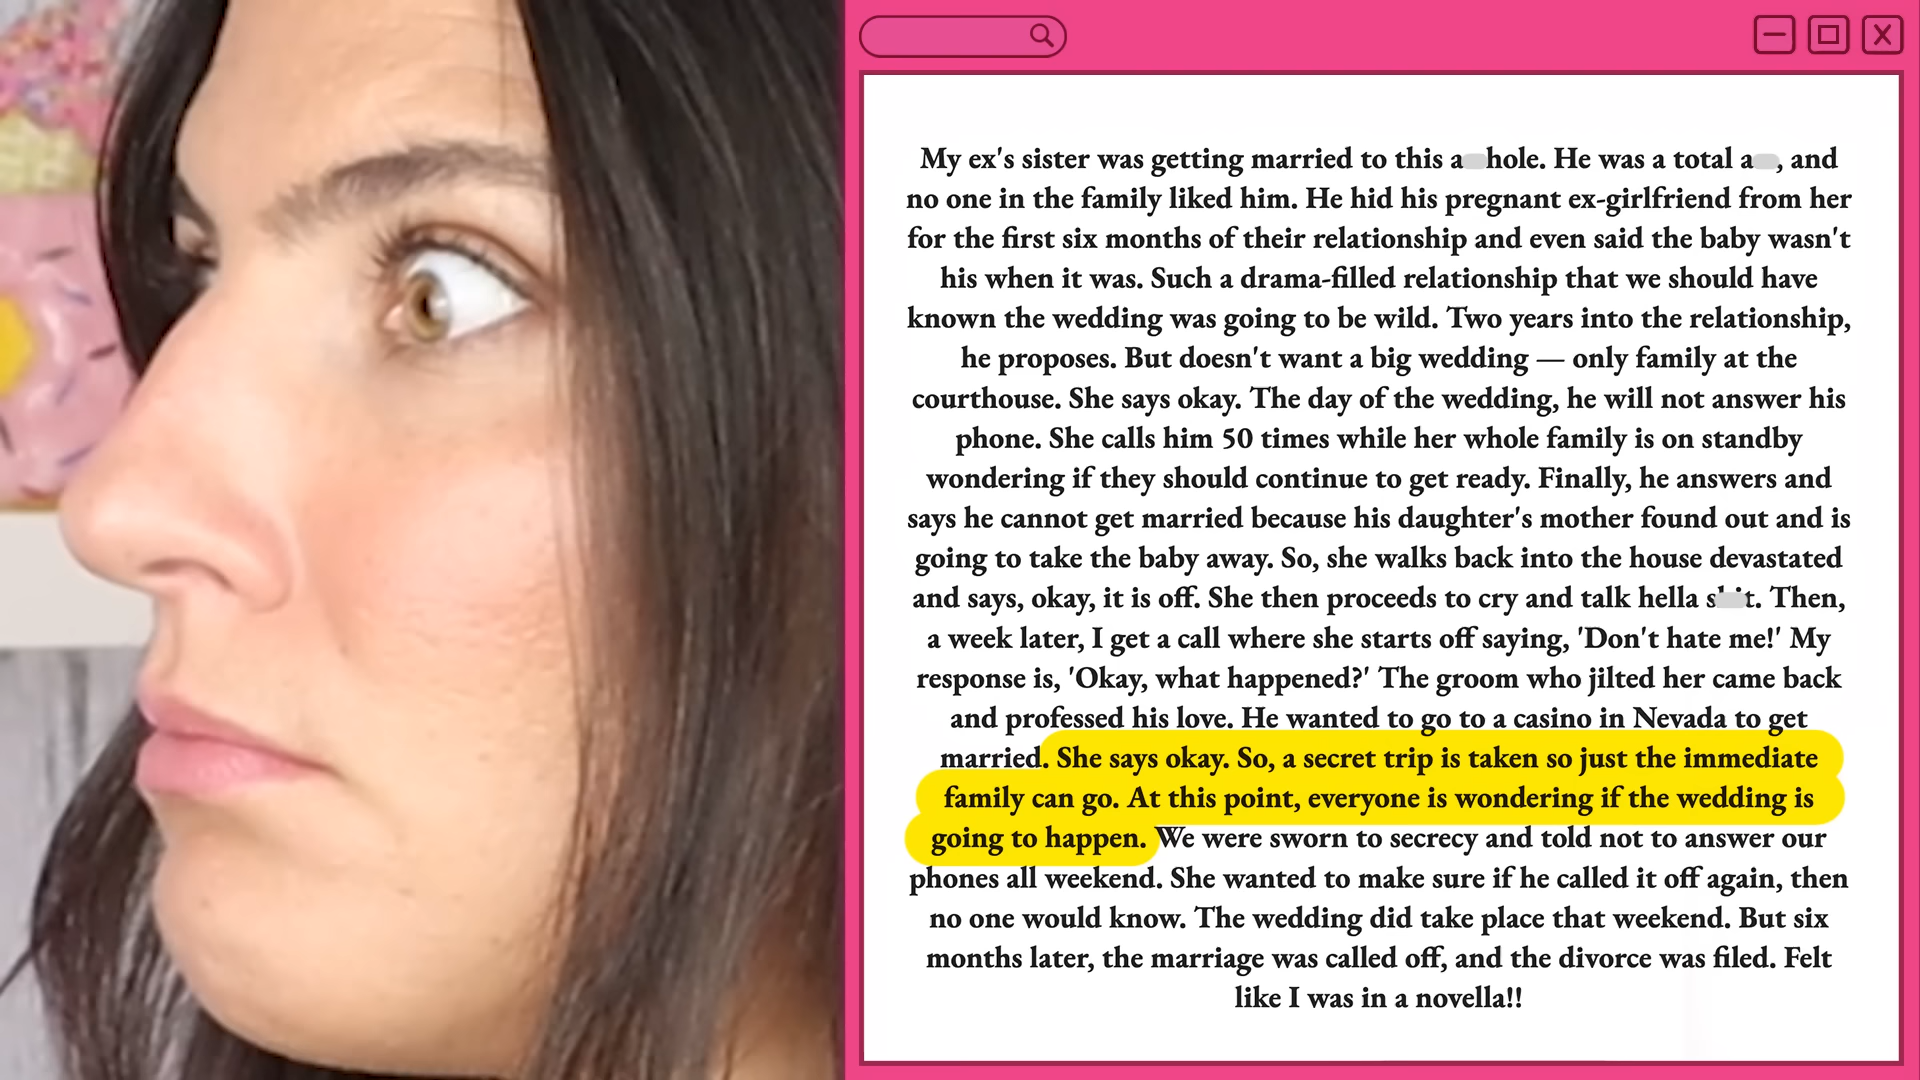 My ex's sister was getting married to this a hole. He was a total a , and
no one in the family liked him. He hid his pregnant ex-girlfriend from her
for the first six months of their relationship and even said the baby wasn't
his when it was. Such a drama-filled relationship that we should have
known the wedding was going to be wild. Two years into the relationship,
he proposes. But doesn't want a big wedding — only family at the
courthouse. She says okay. The day of the wedding, he will not answer his
phone. She calls him 50 times while her whole family is on standby
wondering if they should continue to get ready. Finally, he answers and
says he cannot get married because his daughter's mother found out and is
going to take the baby away. So, she walks back into the house devastated
and says, okay, it is off. She then proceeds to cry and talk hella s t. Then,
a week later, I get a call where she starts off saying, 'Don't hate me!' My
response is, 'Okay, what happened?' The groom who jilted her came back
and professed his love. He wanted to go to a casino in Nevada to get
married. She says okay. So, a secret trip is taken so just the immediate
family can go. At this point, everyone is wondering if the wedding is
going to happen. We were sworn to secrecy and told not to answer our
phones all weekend. She wanted to make sure if he called it off again, then
no one would know. The wedding did take place that weekend. But six
months later, the marriage was called off, and the divorce was filed. Felt
like I was in a novella!!